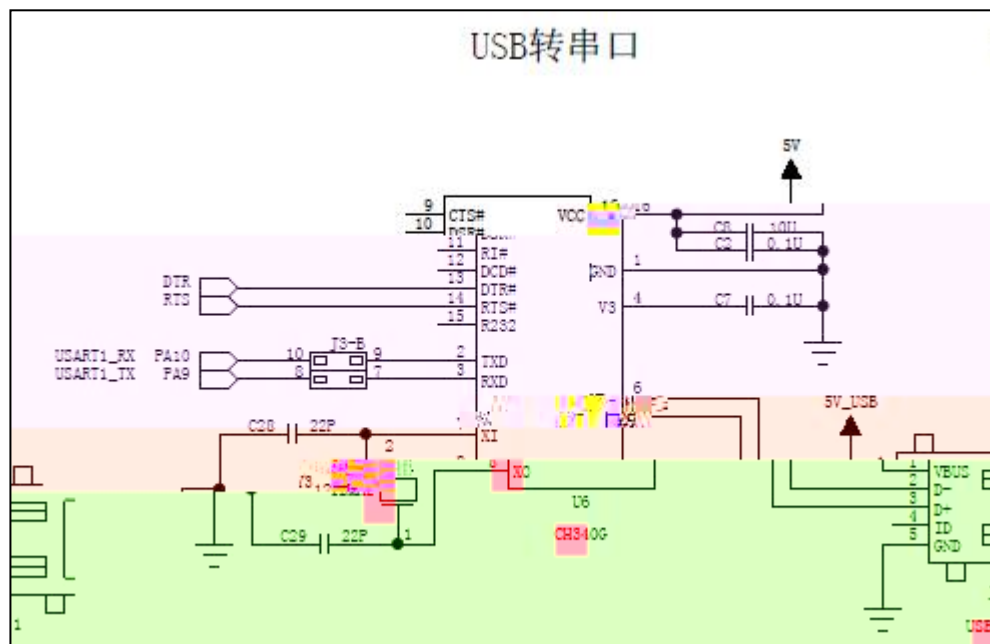 USB转串口
5V
9 CTS#
10
VCC
C2 0.1U
11 RI#
12 DCD#
GND 1
DTR 13 DTR#
RTS 14 RTS#
V3 4 C7 0.1U
15 R232
J3-B
USART1_RX PA10 10 9 2 TXD
USART1_TX PA9 8 7 3 RXD
6
5V_USB
C28 22P
XI
2
XO
1 VBUS
2 D-
3 D+
4 ID
5 GND
U6
C29 22P 1
CH340G
1
USB